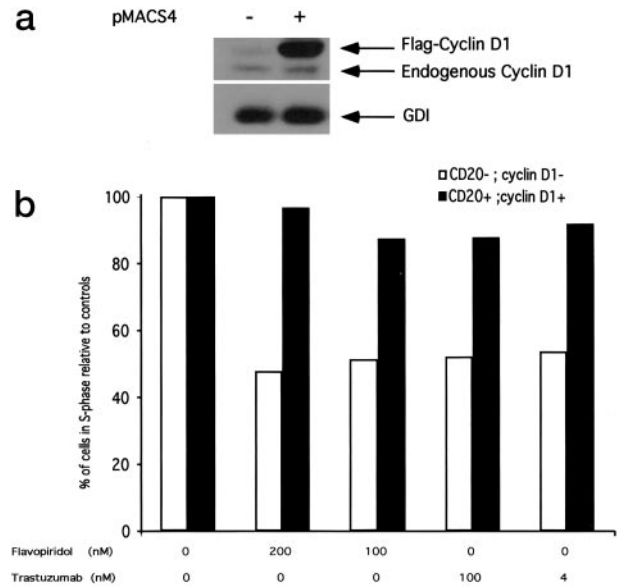 a
pMACS4 - +
Flag-Cyclin D1
Endogenous Cyclin D1
GDI
b
CD20- ; cyclin D1-
CD20+ ;cyclin D1+
% of cells in S-phase relative to controls
100
80
60
40
20
0
Flavopiridol (nM) 0 200 100 0 0
Trastuzumab (nM) 0 0 0 100 4